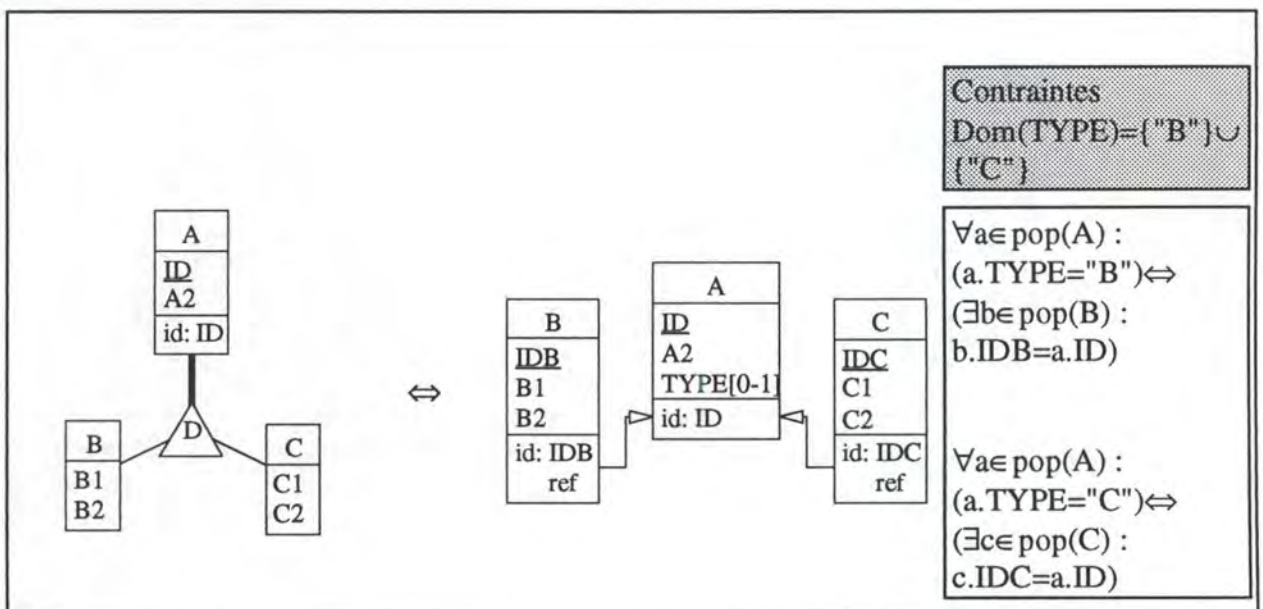 A
ID
A2
id: ID
D
B
B1
B2
C
C1
C2
⇔
B
IDB
B1
B2
id: IDB
ref
A
ID
A2
TYPE[0-1]
id: ID
C
IDC
C1
C2
id: IDC
ref
Contraintes
Dom(TYPE)={"B"}∪
{"C"}
∀a∈pop(A) :
(a.TYPE="B")⇔
(∃b∈pop(B) :
b.IDB=a.ID)
∀a∈pop(A) :
(a.TYPE="C")⇔
(∃c∈pop(C) :
c.IDC=a.ID)